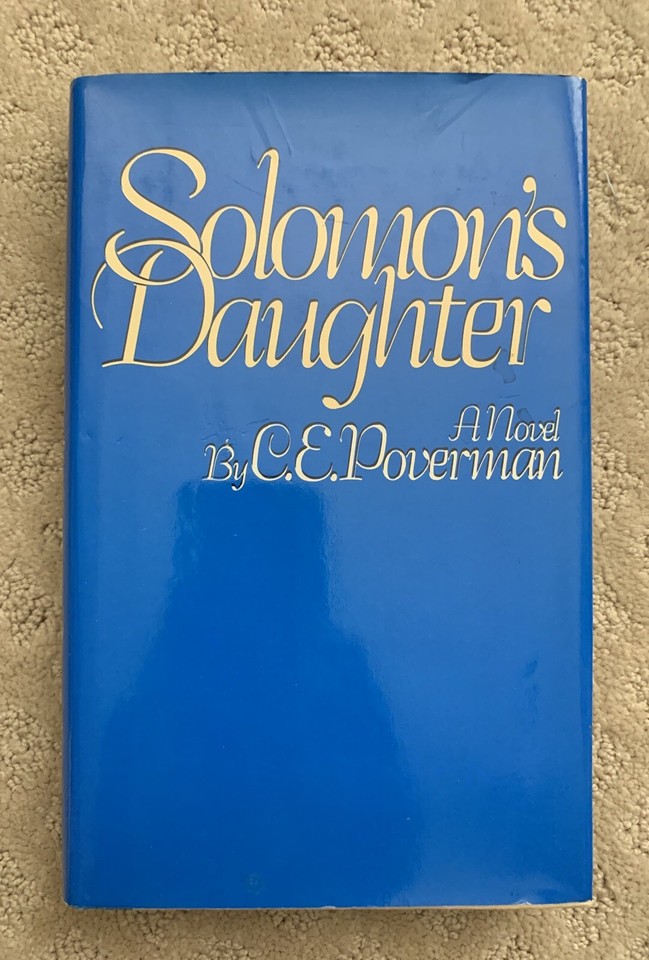 Solomon's
Daughter
A Novel
By C.E. Poverman